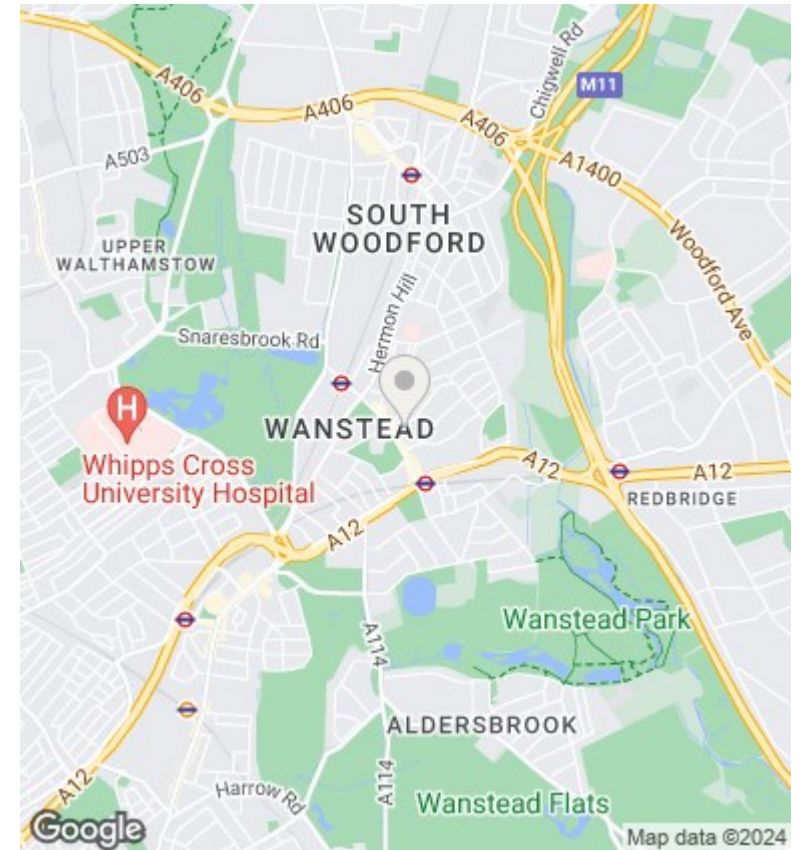 A406
A406
Chigwell Rd
M11
A406
A503
A1400
SOUTH
WOODFORD
UPPER
WALTHAMSTOW
Woodford Ave
Hermon Hill
Snaresbrook Rd
H
WANSTEAD
Whipps Cross
University Hospital
A12
A12
REDBRIDGE
A12
Wanstead Park
A114
ALDERSBROOK
A114
A12
Harrow Rd
Wanstead Flats
Google
Map data ©2024